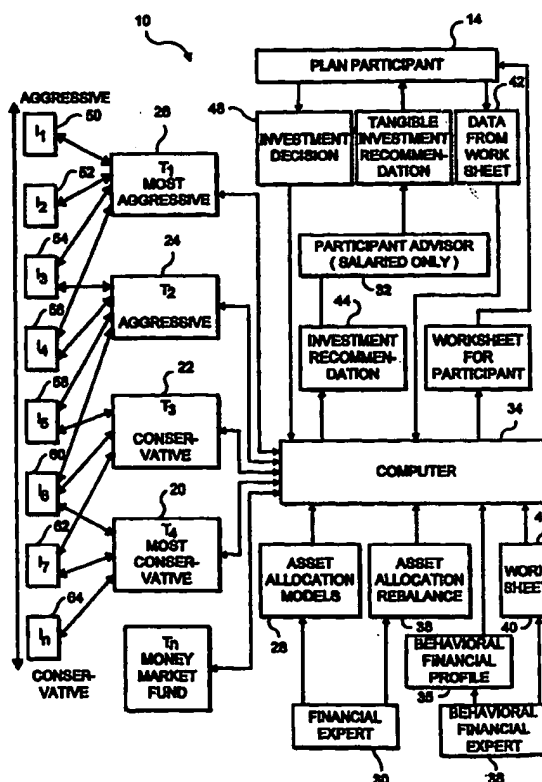 10
14
PLAN PARTICIPANT
42
48
INVESTMENT
DECISION
TANGIBLE
INVESTMENT
RECOMMEN-
DATION
DATA
FROM
WORK
SHEET
AGGRESSIVE
50
I1
26
T1
MOST
AGGRESSIVE
52
I2
54
I3
24
T2
AGGRESSIVE
56
I4
58
I5
22
T3
CONSER-
VATIVE
60
I6
62
I7
20
T4
MOST
CONSER-
VATIVE
64
In
CONSERVATIVE
Tn
MONEY
MARKET
FUND
PARTICIPANT ADVISOR
( SALARIED ONLY )
32
44
INVESTMENT
RECOMMEN-
DATION
WORKSHEET
FOR
PARTICIPANT
34
COMPUTER
ASSET
ALLOCATION
MODELS
28
ASSET
ALLOCATION
REBALANCE
38
WORK
SHEET
40
BEHAVIORAL
FINANCIAL
PROFILE
35
FINANCIAL
EXPERT
30
BEHAVIORAL
FINANCIAL
EXPERT